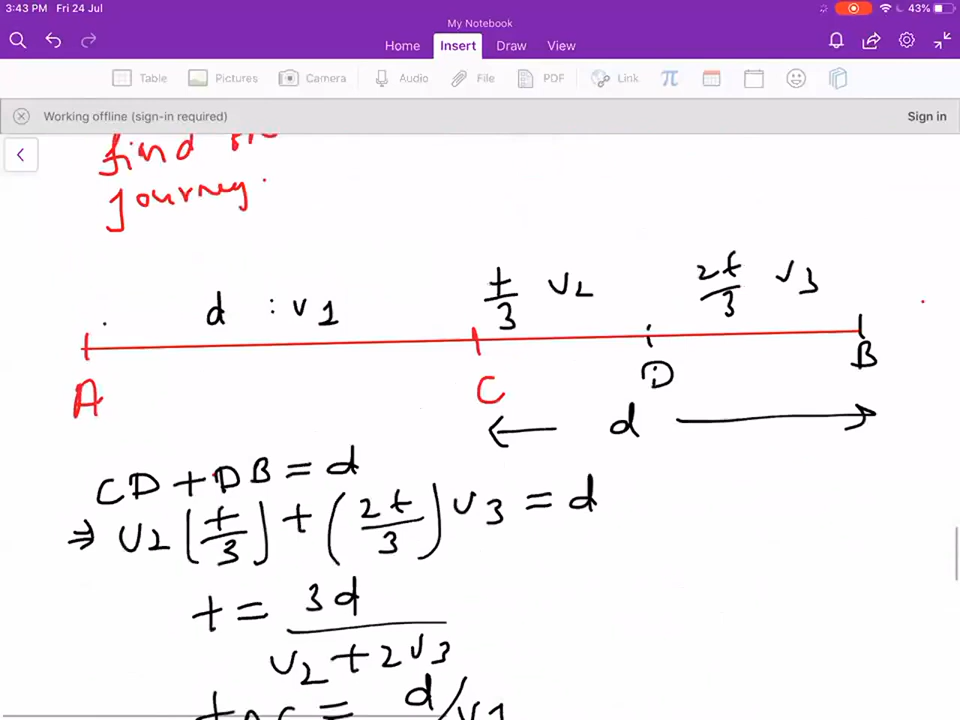 3:43 PM Fri 24 Jul
43%
My Notebook
Home Insert Draw View
Table Pictures Camera Audio File PDF Link
Working offline (sign-in required) Sign in
find
Journey.
d : v1 t/3 v2 2t/3 v3
A C D B
d
CD + DB = d
⇒ v2 (t/3) + (2t/3) v3 = d
t = 3d / (v2 + 2v3)
tAC = d/v1